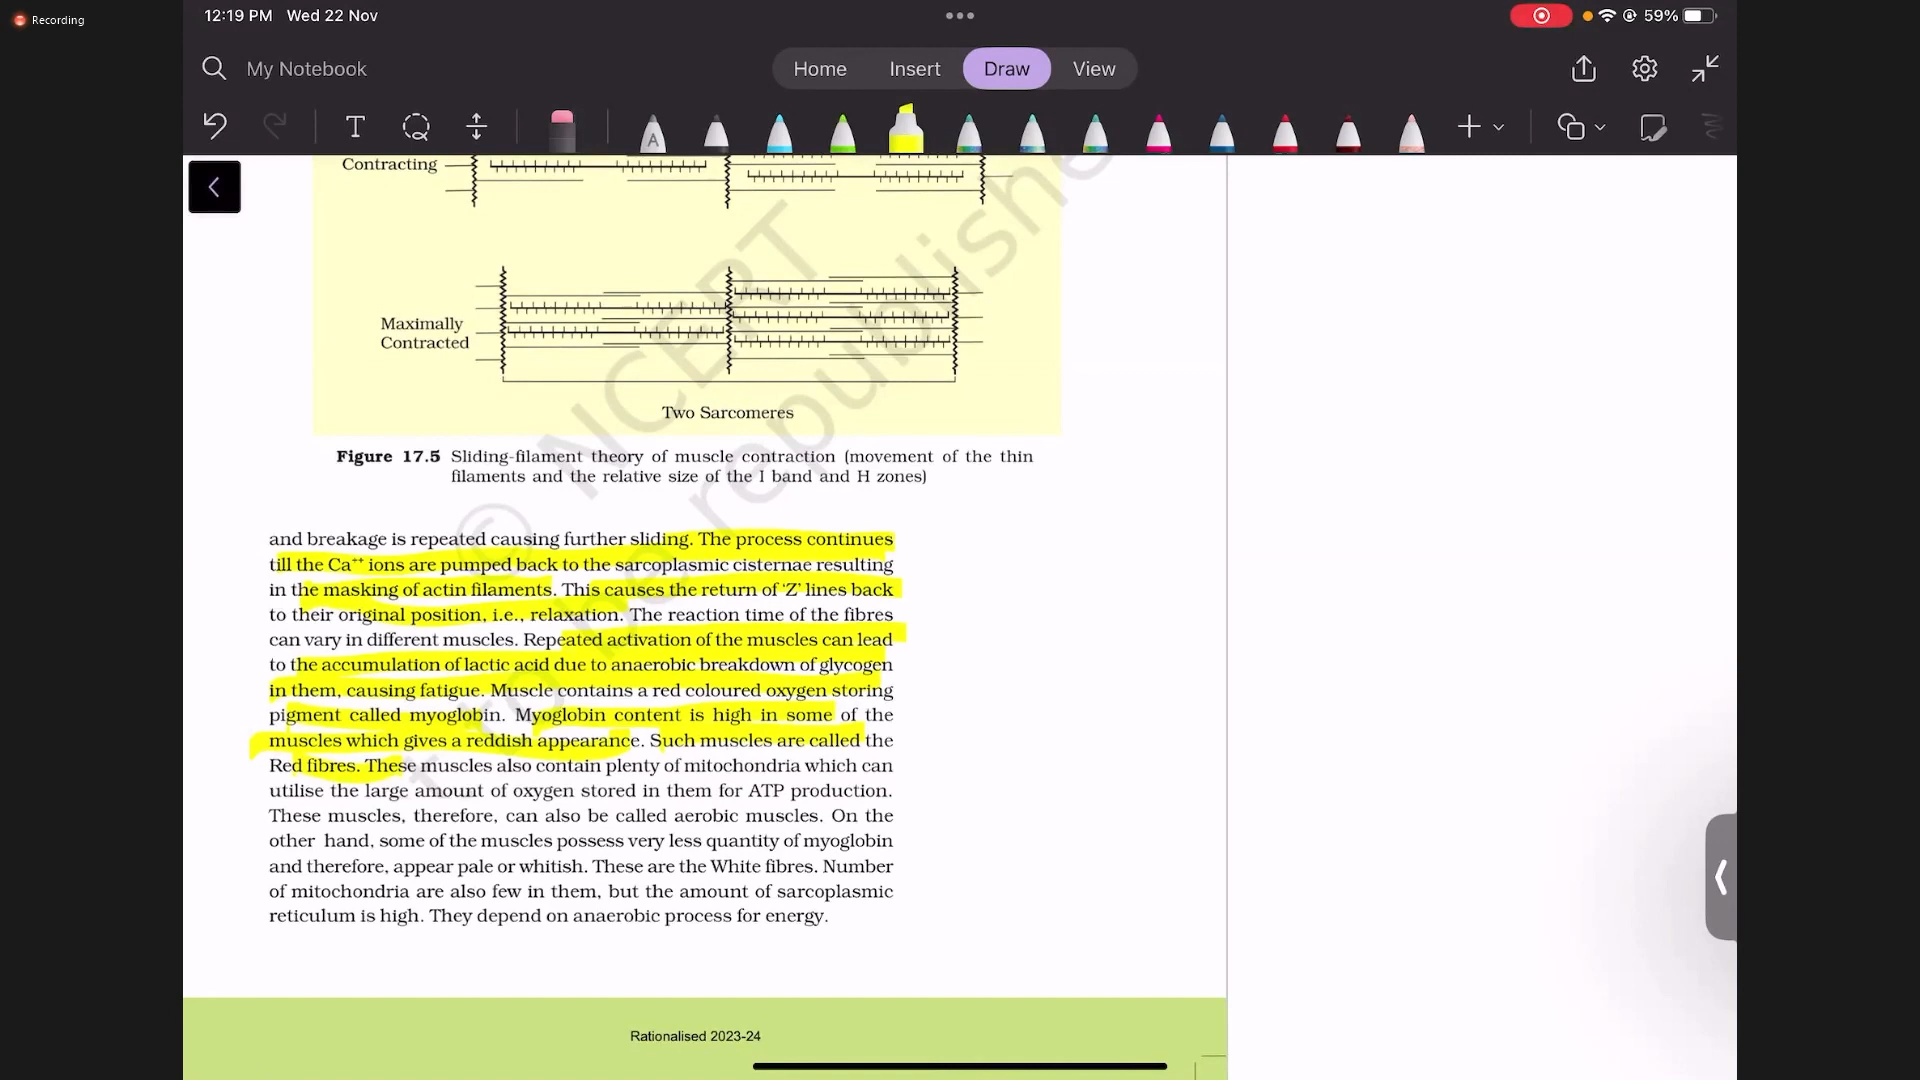 Recording
12:19 PM Wed 22 Nov
59%
My Notebook
Home Insert Draw View
T
A
Contracting
Maximally
Contracted
Two Sarcomeres
Figure 17.5 Sliding-filament theory of muscle contraction (movement of the thin
filaments and the relative size of the I band and H zones)
and breakage is repeated causing further sliding. The process continues
till the Ca⁺⁺ ions are pumped back to the sarcoplasmic cisternae resulting
in the masking of actin filaments. This causes the return of ‘Z’ lines back
to their original position, i.e., relaxation. The reaction time of the fibres
can vary in different muscles. Repeated activation of the muscles can lead
to the accumulation of lactic acid due to anaerobic breakdown of glycogen
in them, causing fatigue. Muscle contains a red coloured oxygen storing
pigment called myoglobin. Myoglobin content is high in some of the
muscles which gives a reddish appearance. Such muscles are called the
Red fibres. These muscles also contain plenty of mitochondria which can
utilise the large amount of oxygen stored in them for ATP production.
These muscles, therefore, can also be called aerobic muscles. On the
other hand, some of the muscles possess very less quantity of myoglobin
and therefore, appear pale or whitish. These are the White fibres. Number
of mitochondria are also few in them, but the amount of sarcoplasmic
reticulum is high. They depend on anaerobic process for energy.
© NCERT
to be republishe
Rationalised 2023-24